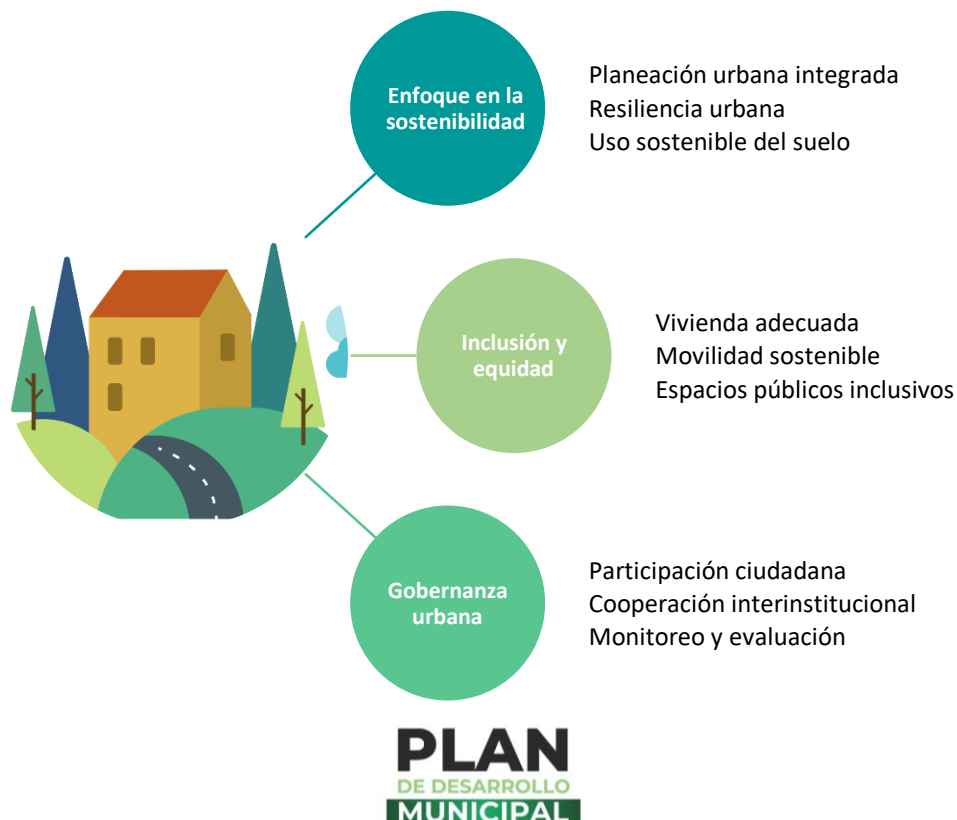 Enfoque en la
sostenibilidad
Planeación urbana integrada
Resiliencia urbana
Uso sostenible del suelo
Inclusión y
equidad
Vivienda adecuada
Movilidad sostenible
Espacios públicos inclusivos
Gobernanza
urbana
Participación ciudadana
Cooperación interinstitucional
Monitoreo y evaluación
PLAN
DE DESARROLLO
MUNICIPAL